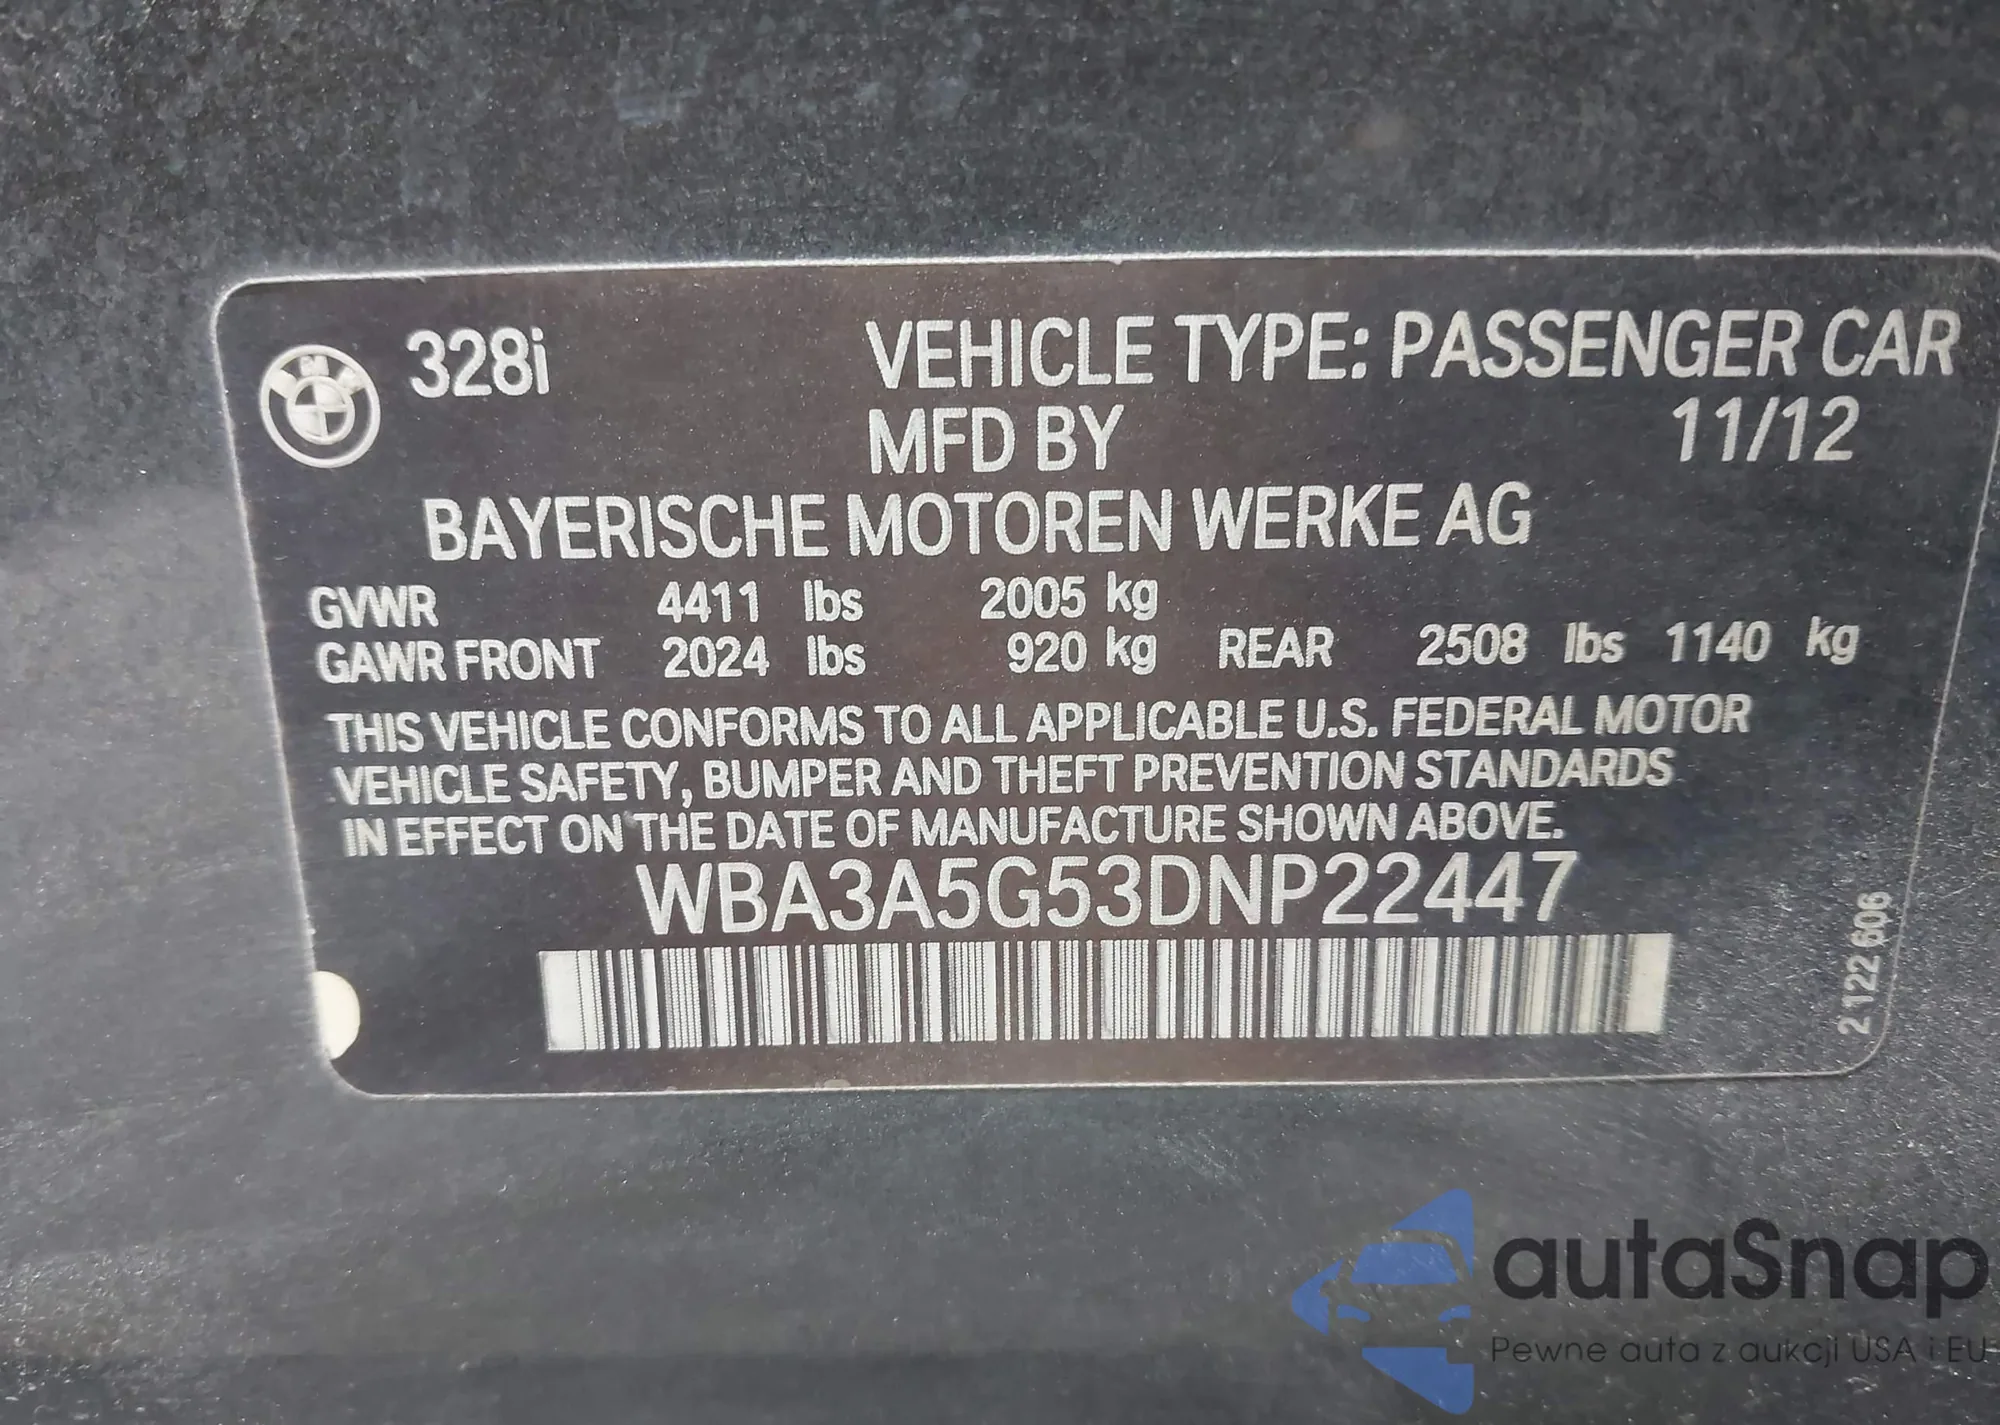 328i
VEHICLE TYPE: PASSENGER CAR
MFD BY 11/12
BAYERISCHE MOTOREN WERKE AG
GVWR 4411 lbs 2005 kg
GAWR FRONT 2024 lbs 920 kg REAR 2508 lbs 1140 kg
THIS VEHICLE CONFORMS TO ALL APPLICABLE U.S. FEDERAL MOTOR
VEHICLE SAFETY, BUMPER AND THEFT PREVENTION STANDARDS
IN EFFECT ON THE DATE OF MANUFACTURE SHOWN ABOVE.
WBA3A5G53DNP22447
2 122 606
autaSnap
Pewne auta z aukcji USA i EU